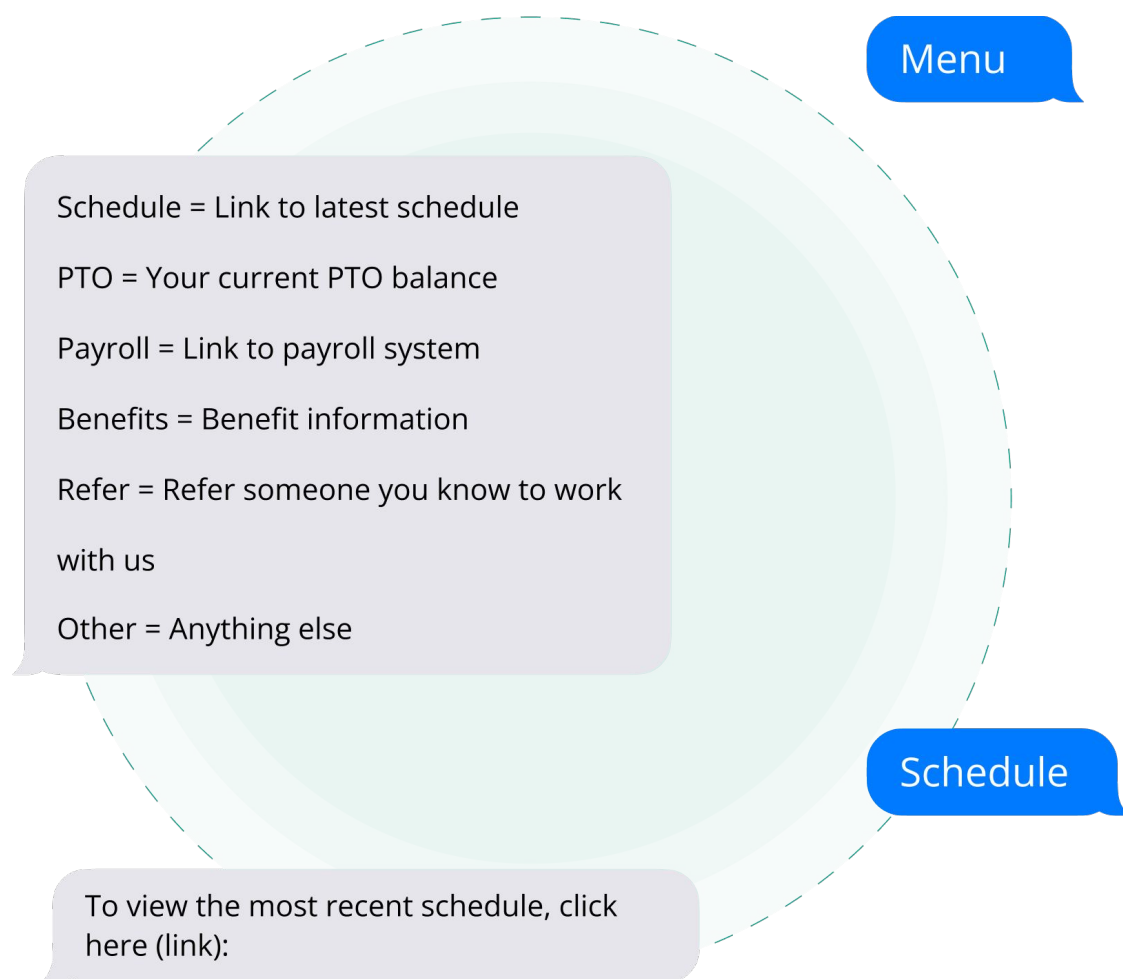 Menu
Schedule = Link to latest schedule
PTO = Your current PTO balance
Payroll = Link to payroll system
Benefits = Benefit information
Refer = Refer someone you know to work
with us
Other = Anything else
Schedule
To view the most recent schedule, click
here (link):